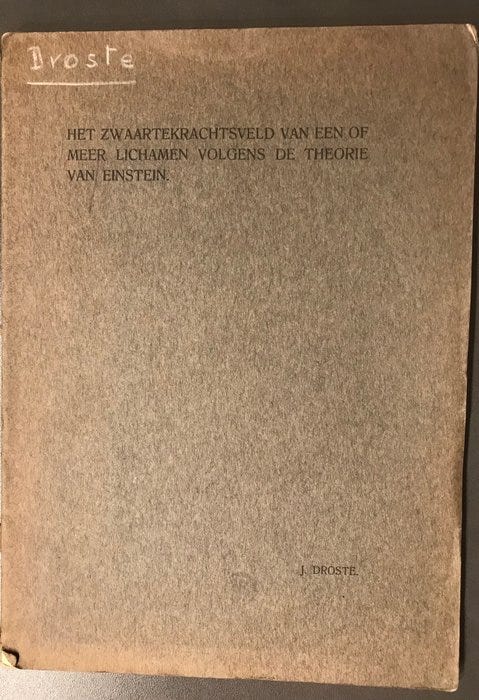 Droste
HET ZWAARTEKRACHTSVELD VAN EEN OF
MEER LICHAMEN VOLGENS DE THEORIE
VAN EINSTEIN.
J. DROSTE.